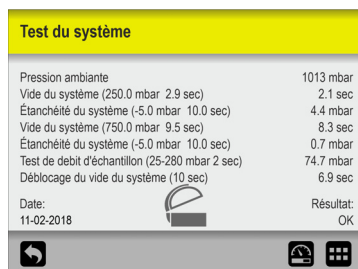 Test du système
Pression ambiante 1013 mbar
Vide du système (250.0 mbar 2.9 sec) 2.1 sec
Étanchéité du système (-5.0 mbar 10.0 sec) 4.4 mbar
Vide du système (750.0 mbar 9.5 sec) 8.3 sec
Étanchéité du système (-5.0 mbar 10.0 sec) 0.7 mbar
Test de debit d'échantillon (25-280 mbar 2 sec) 74.7 mbar
Déblocage du vide du système (10 sec) 6.9 sec
Date: Résultat:
11-02-2018 OK